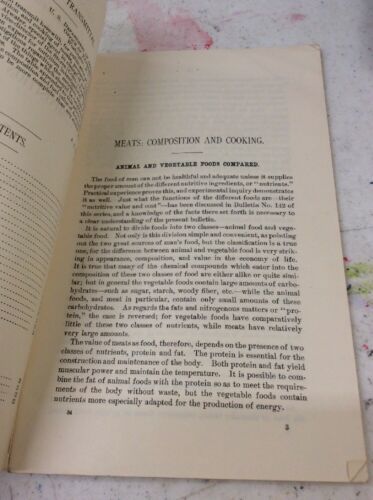 TRANSMITT
U. S.
TENTS.
MEATS: COMPOSITION AND COOKING.
ANIMAL AND VEGETABLE FOODS COMPARED.
The food of man can not be healthful and adequate unless it supplies
the proper amount of the different nutritive ingredients, or "nutrients."
Practical experience proves this, and experimental inquiry demonstrates
it as well. Just what the functions of the different foods are—their
"nutritive value and cost"—has been discussed in Bulletin No. 142 of
this series, and a knowledge of the facts there set forth is necessary to
a clear understanding of the present bulletin.
It is natural to divide foods into two classes—animal food and vege-
table food. Not only is this division simple and convenient, as pointing
out the two great sources of man's food, but the classification is a true
one, for the difference between animal and vegetable food is very strik-
ing in appearance, composition, and value in the economy of life.
It is true that many of the chemical compounds which enter into the
composition of these two classes of food are either alike or quite simi-
lar; but in general the vegetable foods contain large amounts of carbo-
hydrates—such as sugar, starch, woody fiber, etc.—while the animal
foods, and meat in particular, contain only small amounts of these
carbohydrates. As regards the fats and nitrogenous matters or "pro-
tein," the case is reversed; for vegetable foods have comparatively
little of these two classes of nutrients, while meats have relatively
very large amounts.
The value of meats as food, therefore, depends on the presence of two
classes of nutrients, protein and fat. The protein is essential for the
construction and maintenance of the body. Both protein and fat yield
muscular power and maintain the temperature. It is possible to com-
bine the fat of animal foods with the protein so as to meet the require-
ments of the body without waste, but the vegetable foods contain
nutrients more especially adapted for the production of energy.
34
3